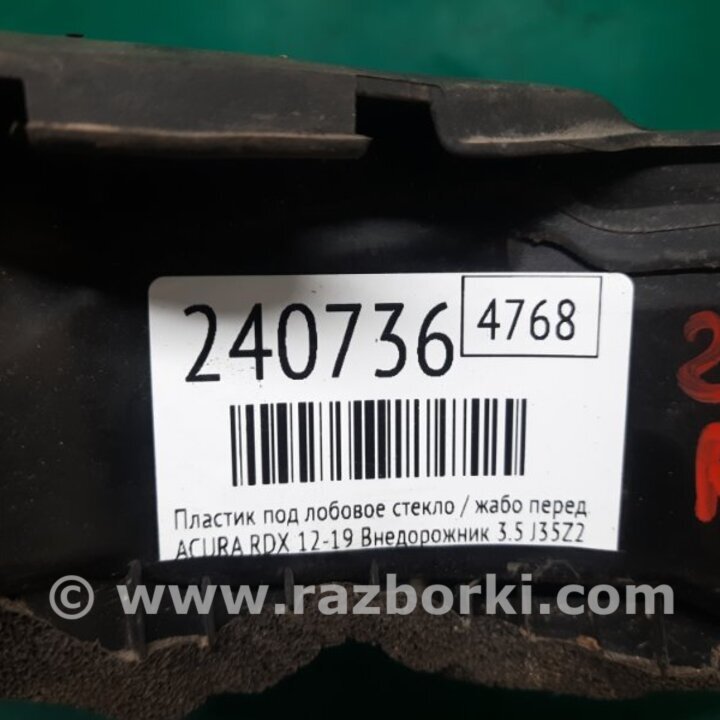 240736 4768
Пластик под лобовое стекло / жабо перед
ACURA RDX 12-19 Внедорожник 3.5 J35Z2
2
© www.razborki.com